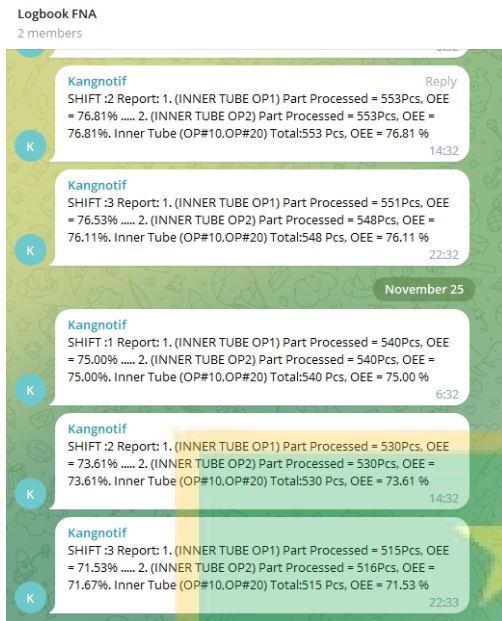 Logbook FNA
2 members
Kangnotif
Reply
SHIFT :2 Report: 1. (INNER TUBE OP1) Part Processed = 553Pcs, OEE
= 76.81% ..... 2. (INNER TUBE OP2) Part Processed = 553Pcs, OEE =
76.81%. Inner Tube (OP#10,OP#20) Total:553 Pcs, OEE = 76.81 %
14:32
K
Kangnotif
SHIFT :3 Report: 1. (INNER TUBE OP1) Part Processed = 551Pcs, OEE
= 76.53% ..... 2. (INNER TUBE OP2) Part Processed = 548Pcs, OEE =
76.11%. Inner Tube (OP#10,OP#20) Total:548 Pcs, OEE = 76.11 %
22:32
K
November 25
Kangnotif
SHIFT :1 Report: 1. (INNER TUBE OP1) Part Processed = 540Pcs, OEE
= 75.00% ..... 2. (INNER TUBE OP2) Part Processed = 540Pcs, OEE =
75.00%. Inner Tube (OP#10,OP#20) Total:540 Pcs, OEE = 75.00 %
6:32
K
Kangnotif
SHIFT :2 Report: 1. (INNER TUBE OP1) Part Processed = 530Pcs, OEE
= 73.61% ..... 2. (INNER TUBE OP2) Part Processed = 530Pcs, OEE =
73.61%. Inner Tube (OP#10,OP#20) Total:530 Pcs, OEE = 73.61 %
14:32
K
Kangnotif
SHIFT :3 Report: 1. (INNER TUBE OP1) Part Processed = 515Pcs, OEE
= 71.53% ..... 2. (INNER TUBE OP2) Part Processed = 516Pcs, OEE =
71.67%. Inner Tube (OP#10,OP#20) Total:515 Pcs, OEE = 71.53 %
22:33
K